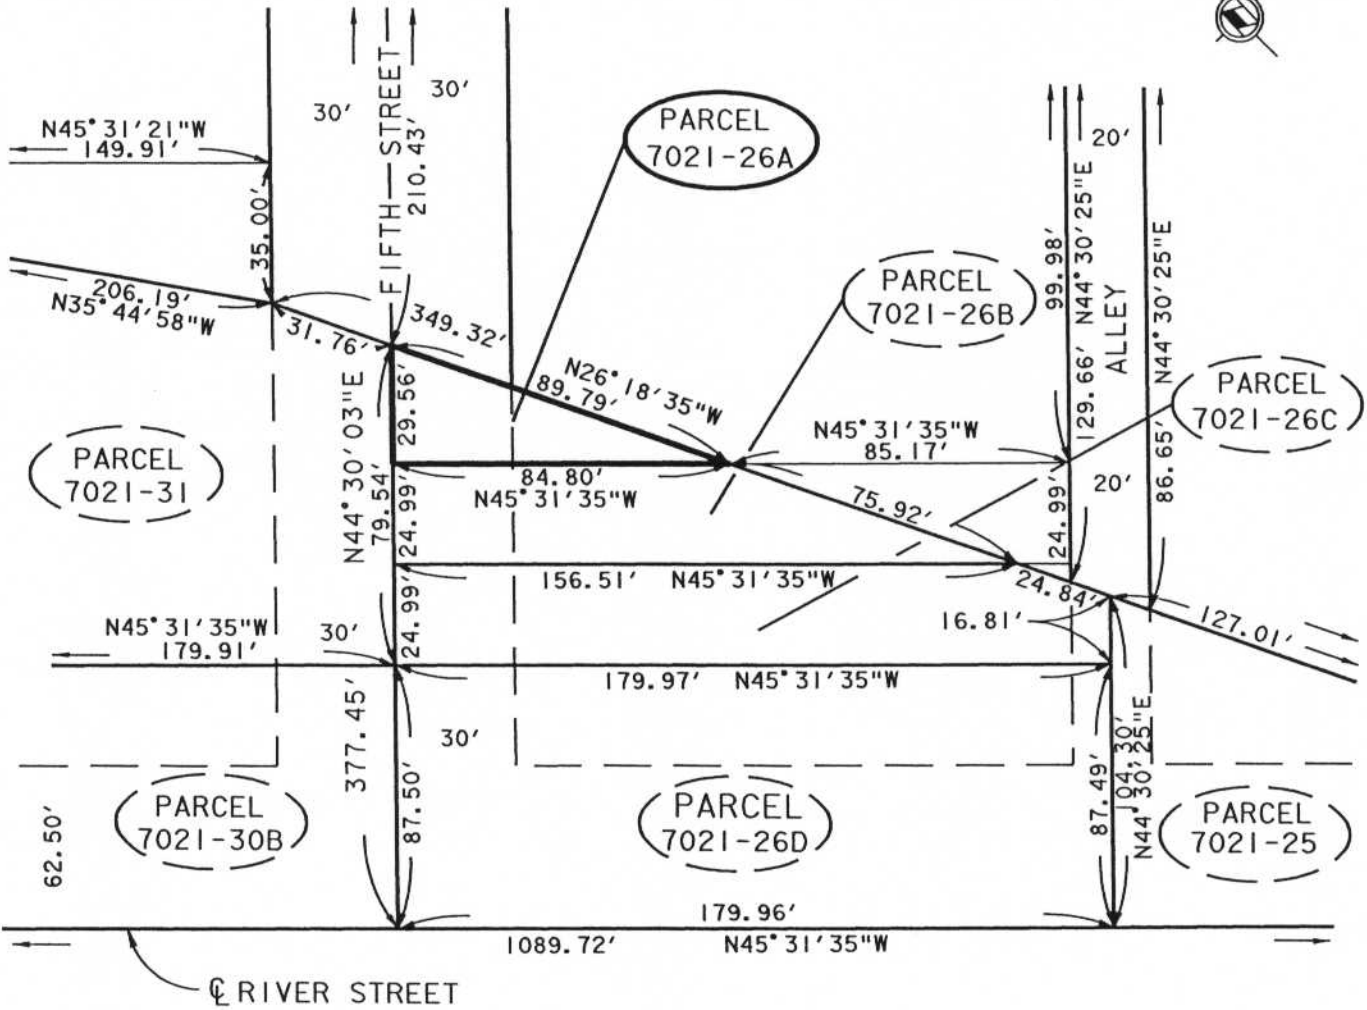 30'
30'
FIFTH STREET
210.43'
PARCEL
7021-26A
N45°31'21"W
149.91'
35.00'
20'
99.98'
129.66' N44°30'25"E
ALLEY
N44°30'25"E
86.65'
206.19'
N35°44'58"W
31.76'
349.32'
PARCEL
7021-26B
N26°18'35"W
89.79'
PARCEL
7021-26C
N44°30'03"E
79.54'
29.56'
N45°31'35"W
85.17'
PARCEL
7021-31
84.80'
N45°31'35"W
75.92'
20'
24.99'
24.99'
156.51' N45°31'35"W
24.84'
16.81'
127.01'
N45°31'35"W
179.91'
30'
24.99'
179.97' N45°31'35"W
377.45'
30'
87.50'
87.49'
104.30'
N44°30'25"E
62.50'
PARCEL
7021-30B
PARCEL
7021-26D
PARCEL
7021-25
179.96'
1089.72' N45°31'35"W
℄ RIVER STREET